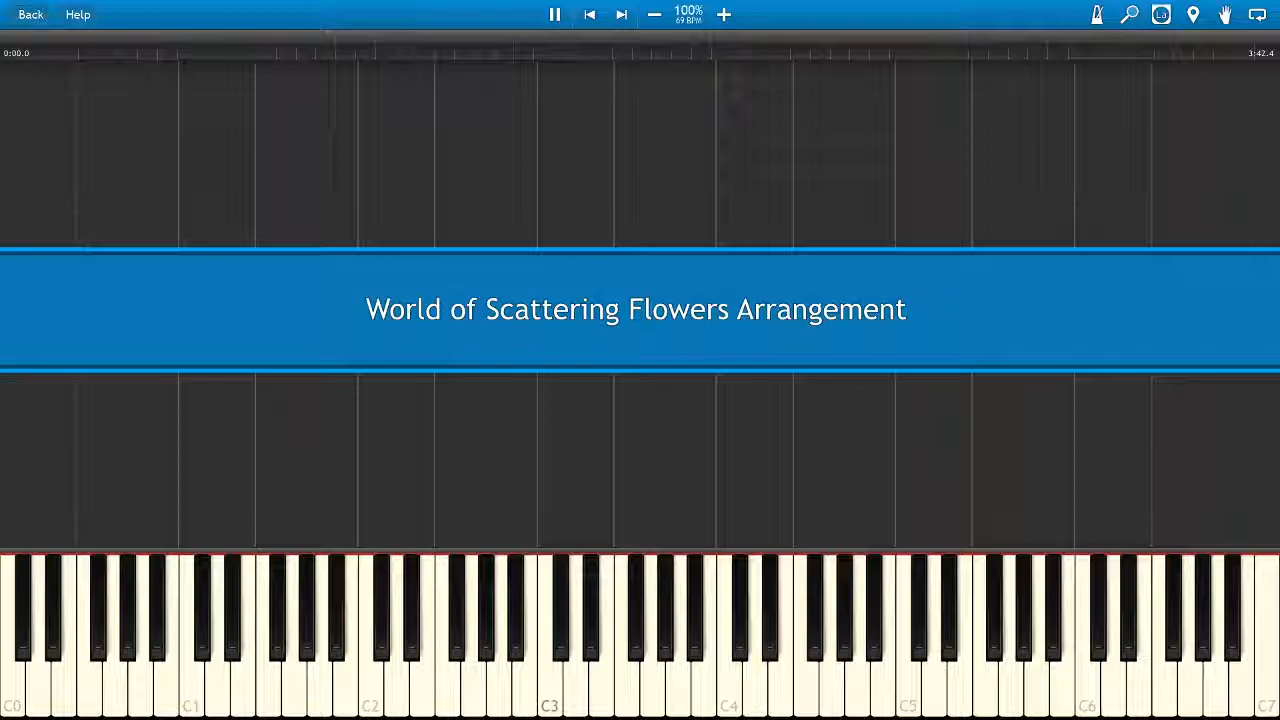 Back Help 100% 
69 BPM
La
0:00.0 3:42.4
World of Scattering Flowers Arrangement
C0 C1 C2 C3 C4 C5 C6 C7